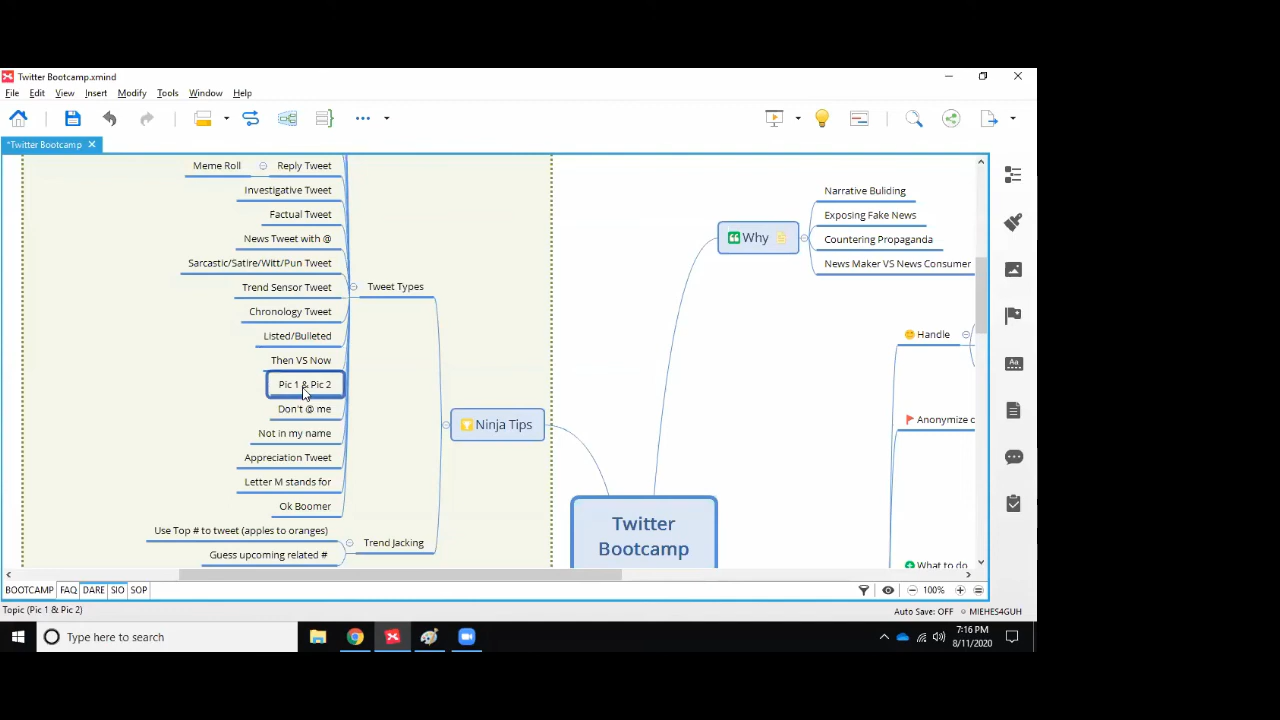 Twitter Bootcamp.xmind
File Edit View Insert Modify Tools Window Help
*Twitter Bootcamp
Meme Roll
Reply Tweet
Investigative Tweet
Factual Tweet
News Tweet with @
Sarcastic/Satire/Witt/Pun Tweet
Trend Sensor Tweet
Chronology Tweet
Listed/Bulleted
Then VS Now
Pic 1 & Pic 2
Don't @ me
Not in my name
Appreciation Tweet
Letter M stands for
Ok Boomer
Tweet Types
Use Top # to tweet (apples to oranges)
Guess upcoming related #
Trend Jacking
Ninja Tips
Twitter
Bootcamp
Why
Narrative Buliding
Exposing Fake News
Countering Propaganda
News Maker VS News Consumer
Handle
Anonymize o
What to do
Aa
BOOTCAMP FAQ DARE SIO SOP
100%
Topic (Pic 1 & Pic 2)
Auto Save: OFF
MIEHES4GUH
Type here to search
7:16 PM
8/11/2020